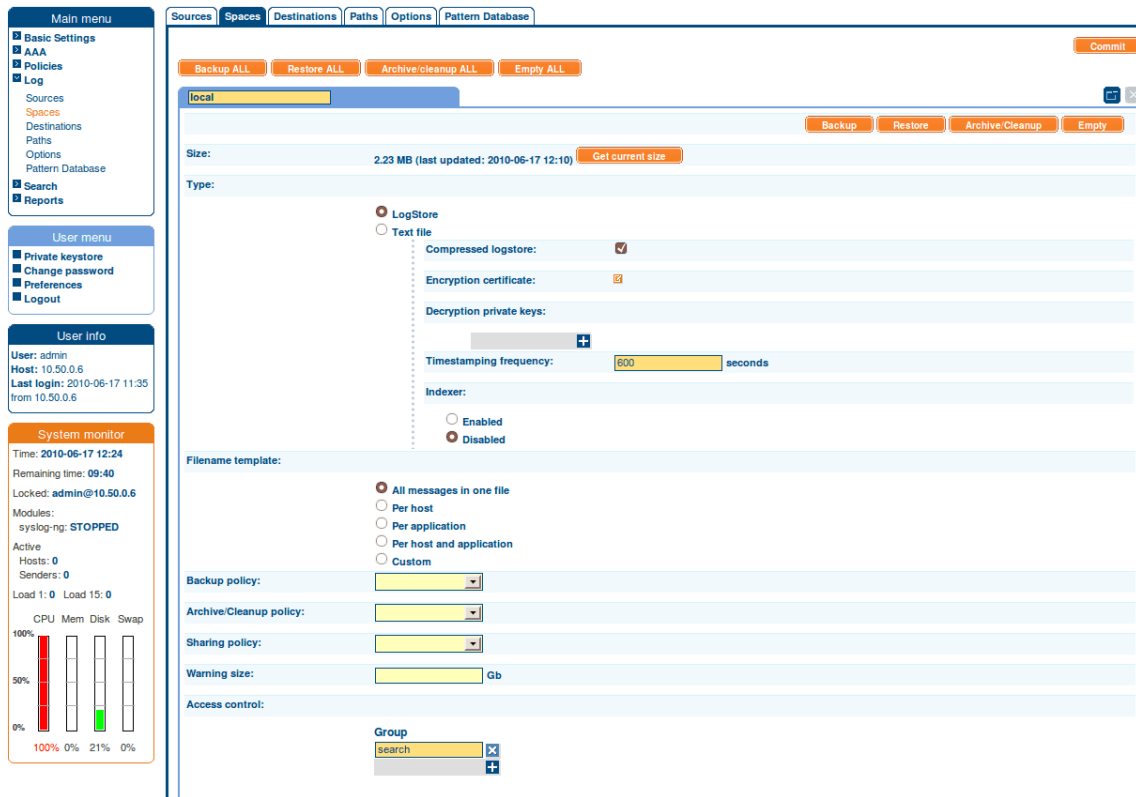 Main menu
Basic Settings
AAA
Policies
Log
Sources
Spaces
Destinations
Paths
Options
Pattern Database
Search
Reports
User menu
Private keystore
Change password
Preferences
Logout
User info
User: admin
Host: 10.50.0.6
Last login: 2010-06-17 11:35
from 10.50.0.6
System monitor
Time: 2010-06-17 12:24
Remaining time: 09:40
Locked: admin@10.50.0.6
Modules:
syslog-ng: STOPPED
Active
Hosts: 0
Senders: 0
Load 1: 0 Load 15: 0
CPU Mem Disk Swap
100%
50%
0%
100% 0% 21% 0%
Sources Spaces Destinations Paths Options Pattern Database
Commit
Backup ALL Restore ALL Archive/cleanup ALL Empty ALL
local
Backup Restore Archive/Cleanup Empty
Size: 2.23 MB (last updated: 2010-06-17 12:10) Get current size
Type:
LogStore
Text file
Compressed logstore:
Encryption certificate:
Decryption private keys:
Timestamping frequency: 600 seconds
Indexer:
Enabled
Disabled
Filename template:
All messages in one file
Per host
Per application
Per host and application
Custom
Backup policy:
Archive/Cleanup policy:
Sharing policy:
Warning size: Gb
Access control:
Group
search